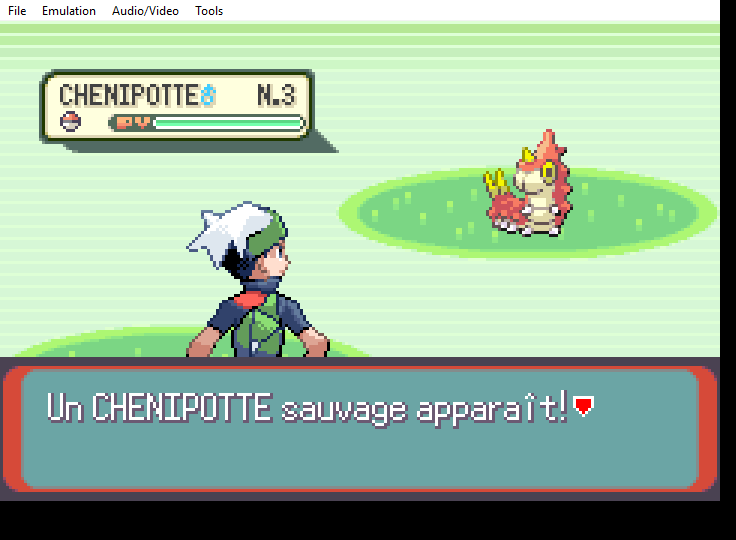 File Emulation Audio/Video Tools
CHENIPOTTE♂ N.3
PV
Un CHENIPOTTE sauvage apparaît!